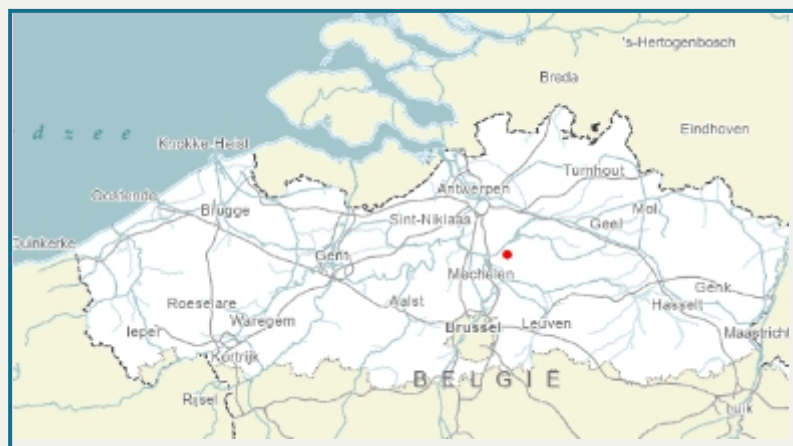 's-Hertogenbosch
Breda
d z e e
Eindhoven
Knokke-Heist
Turnhout
Antwerpen
Oostende
Mol
Brugge
Sint-Niklaas
Geel
Duinkerke
Gent
Mechelen
Genk
Roeselare
Aalst
Hasselt
Waregem
Ieper
Brussel
Leuven
Maastricht
Kortrijk
BELGIË
Rijsel
Luik